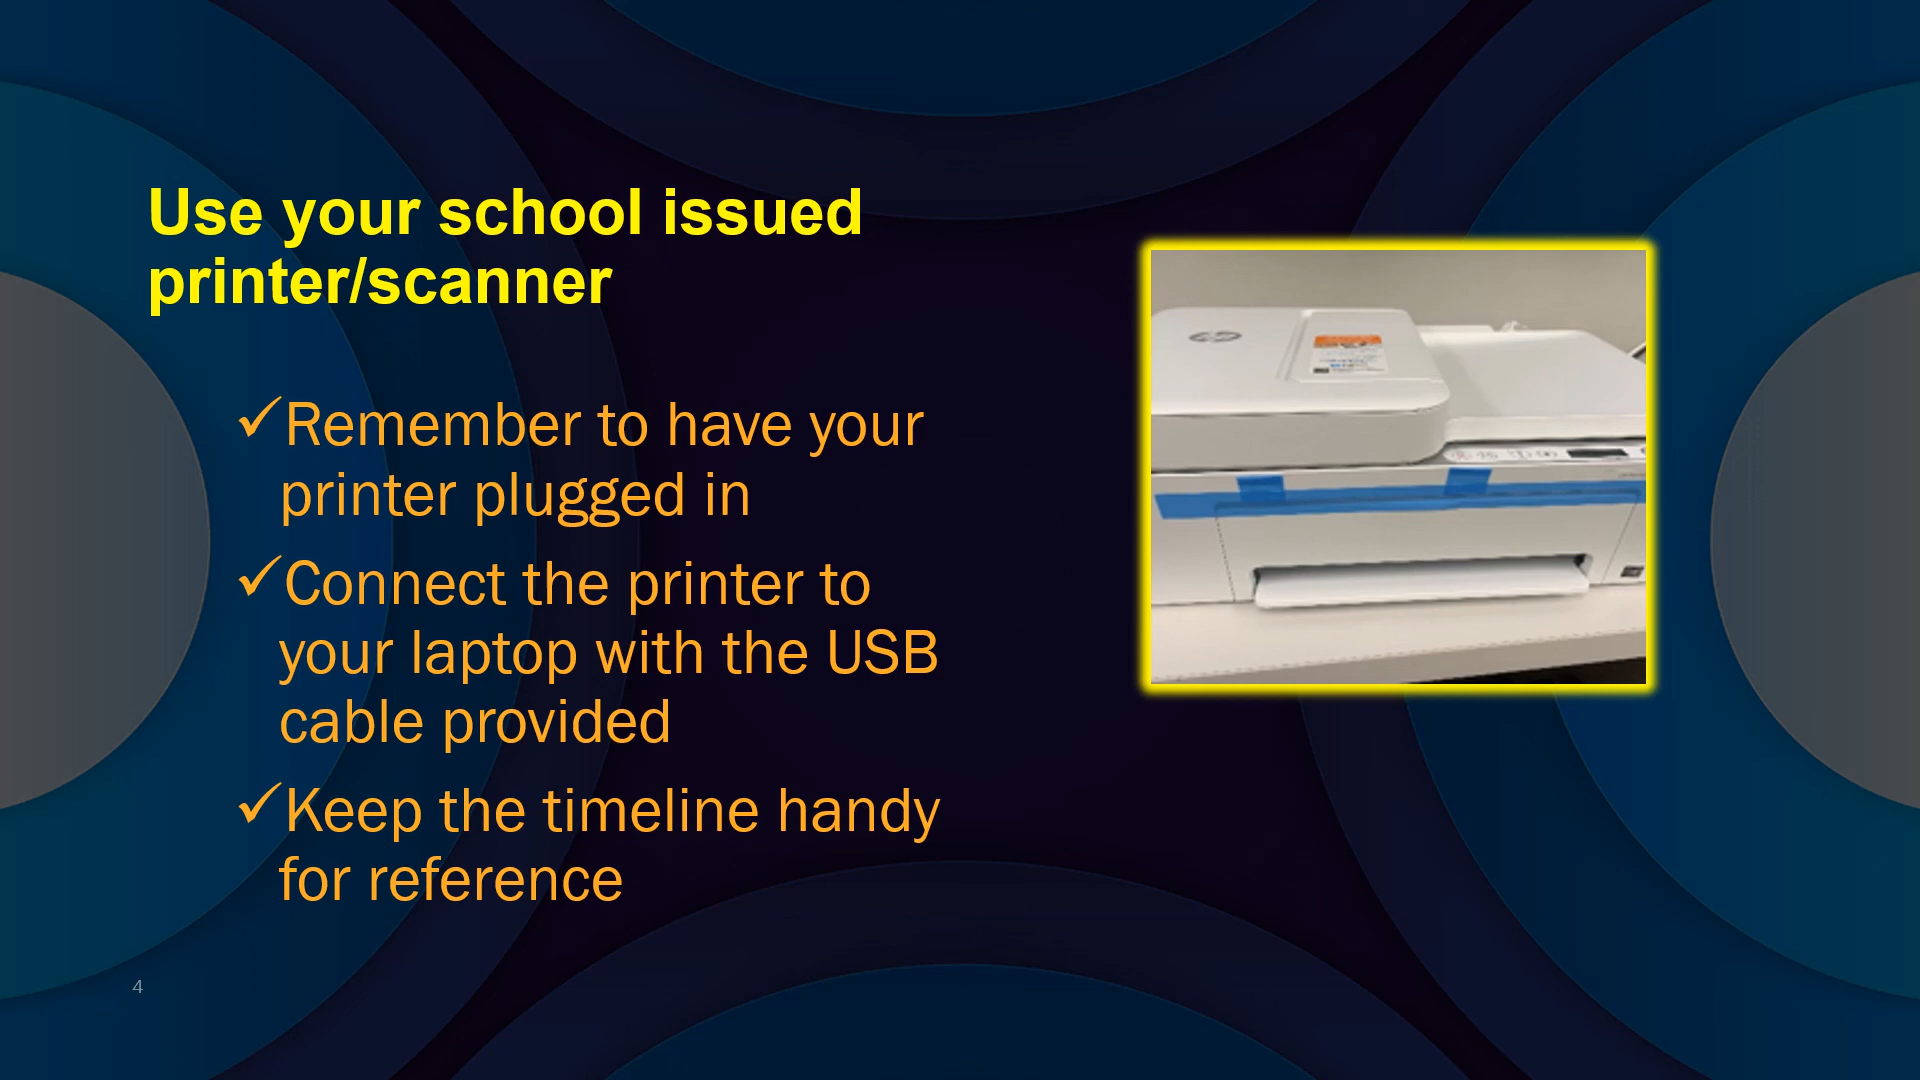 Use your school issued
printer/scanner
✓Remember to have your
printer plugged in
✓Connect the printer to
your laptop with the USB
cable provided
✓Keep the timeline handy
for reference
hp
4